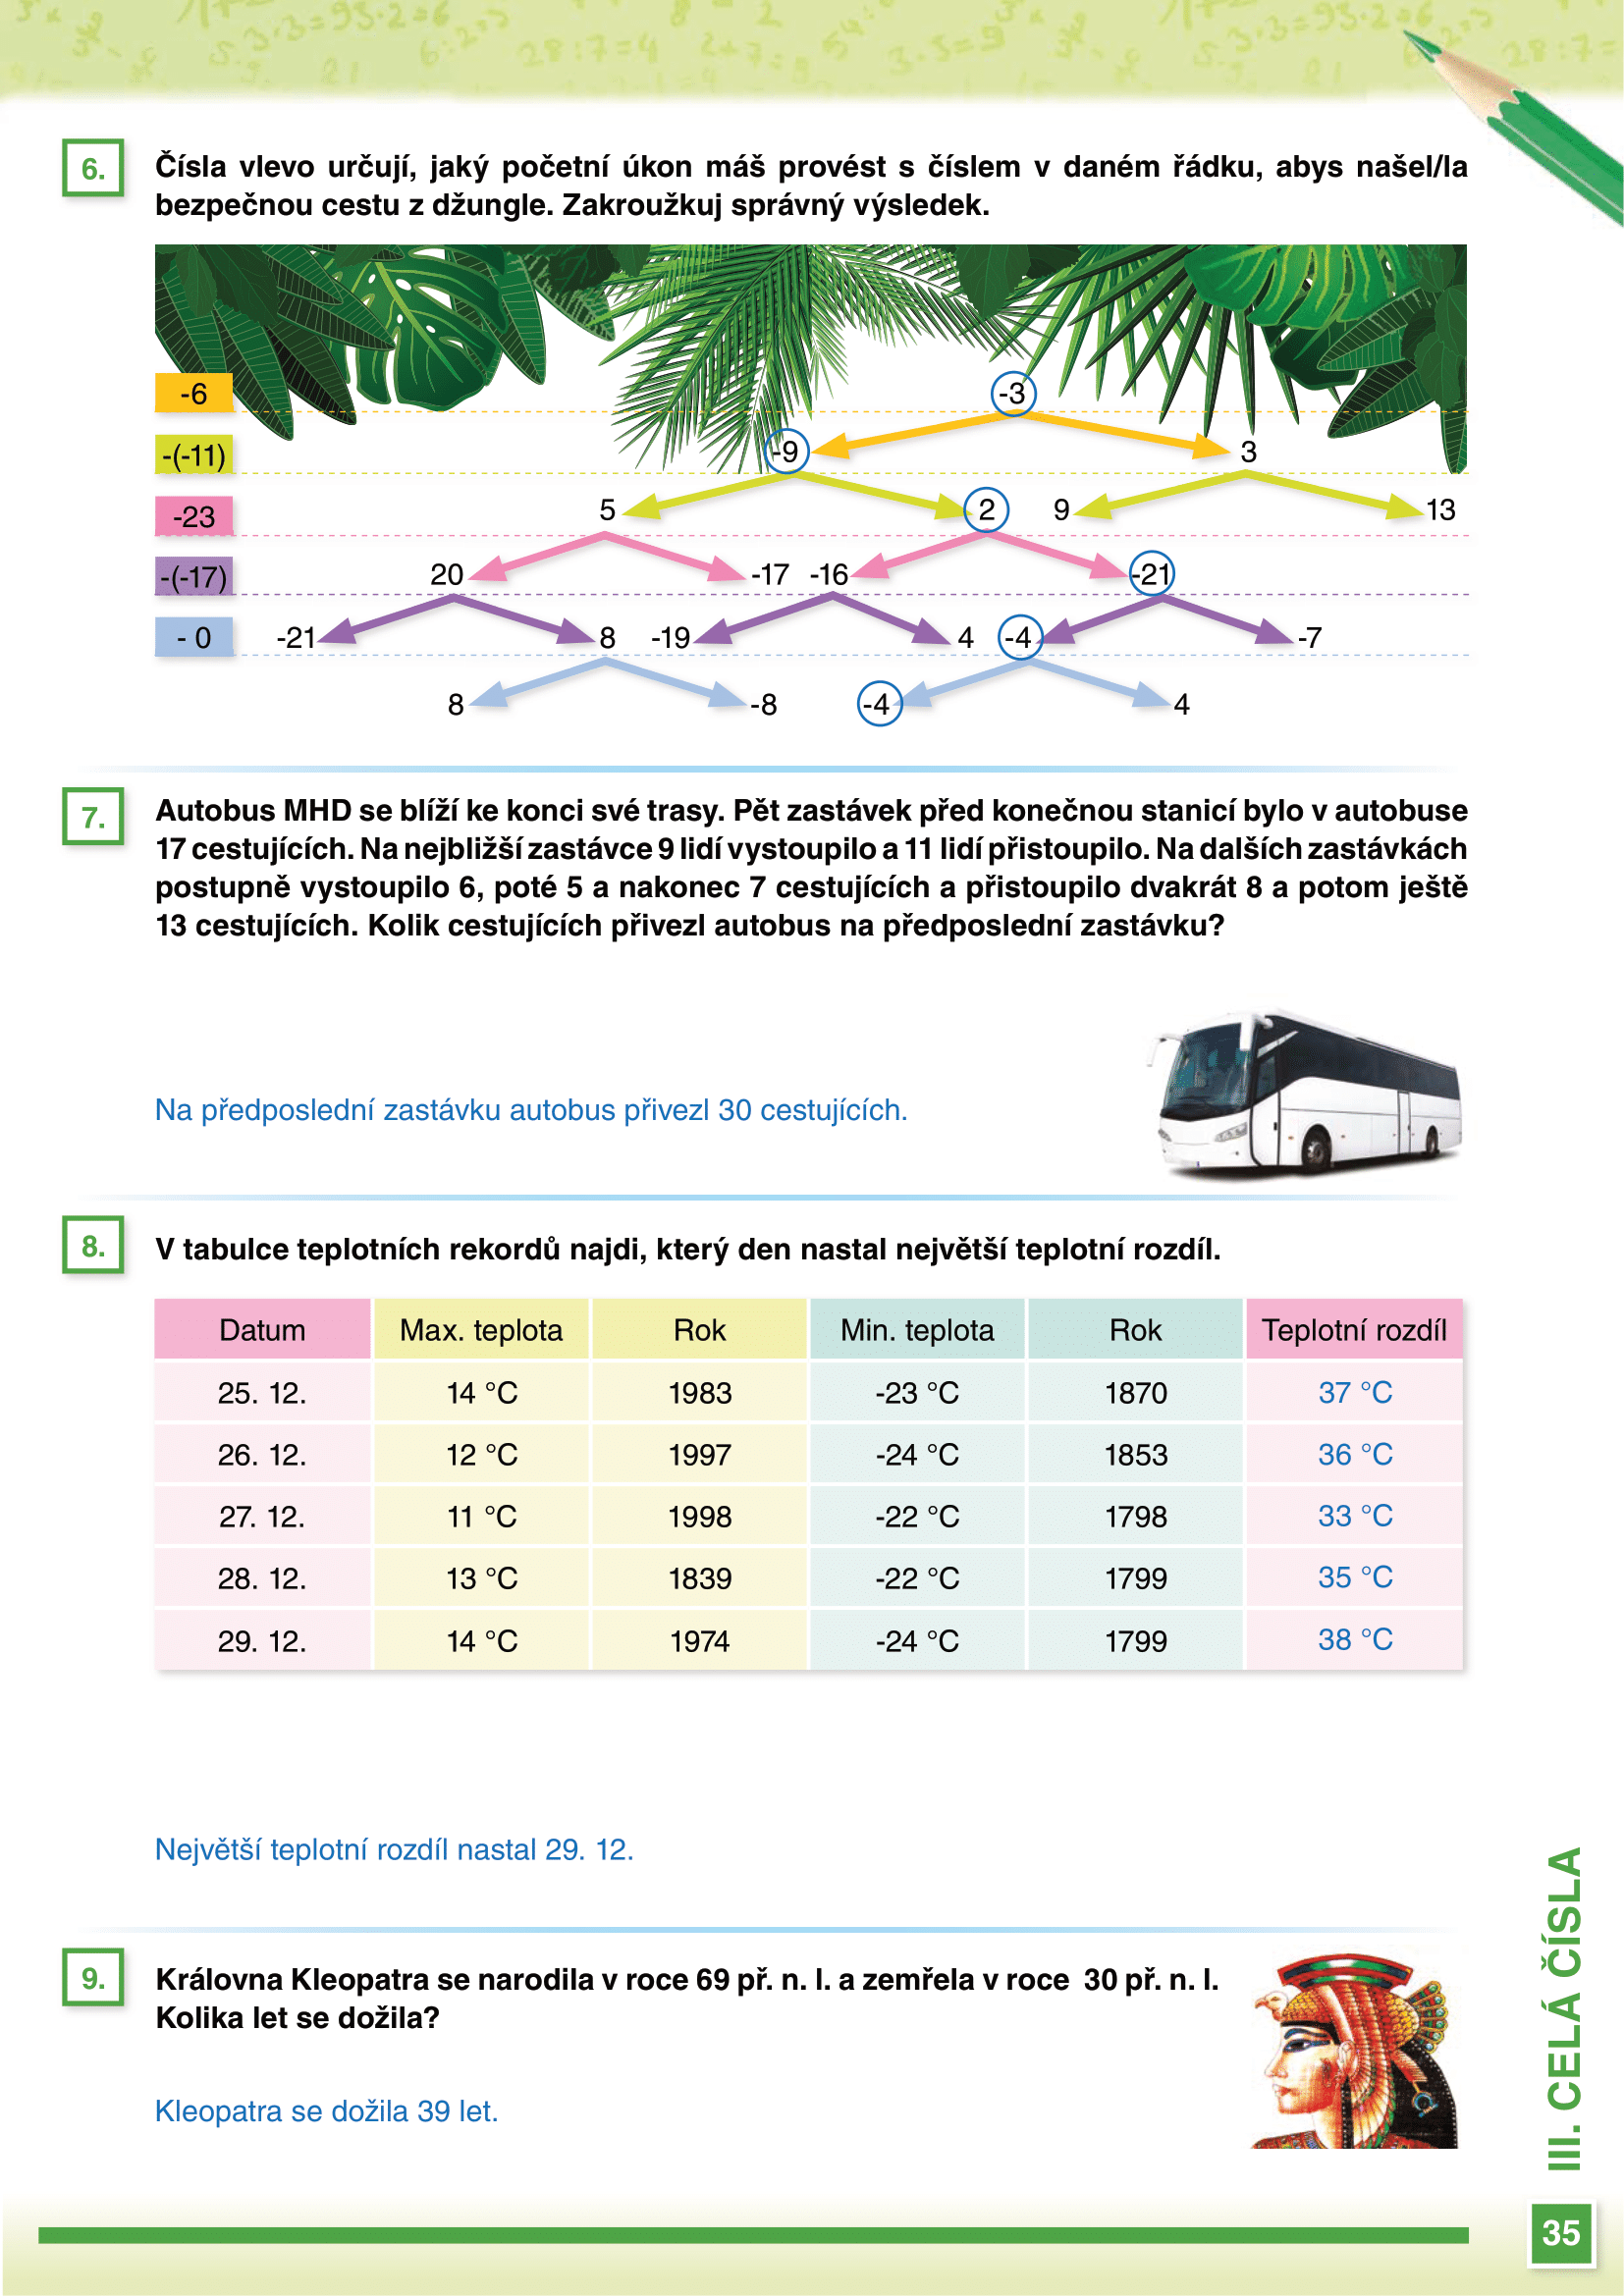 6.
Čísla vlevo určují, jaký početní úkon máš provést s číslem v daném řádku, abys našel/la
bezpečnou cestu z džungle. Zakroužkuj správný výsledek.
-6 -3
-(-11) -9 3
-23 5 2 9 13
-(-17) 20 -17 -16 -21
- 0 -21 8 -19 4 -4 -7
8 -8 -4 4
7.
Autobus MHD se blíží ke konci své trasy. Pět zastávek před konečnou stanicí bylo v autobuse
17 cestujících. Na nejbližší zastávce 9 lidí vystoupilo a 11 lidí přistoupilo. Na dalších zastávkách
postupně vystoupilo 6, poté 5 a nakonec 7 cestujících a přistoupilo dvakrát 8 a potom ještě
13 cestujících. Kolik cestujících přivezl autobus na předposlední zastávku?
Na předposlední zastávku autobus přivezl 30 cestujících.
8.
V tabulce teplotních rekordů najdi, který den nastal největší teplotní rozdíl.
Datum Max. teplota Rok Min. teplota Rok Teplotní rozdíl
25. 12. 14 °C 1983 -23 °C 1870 37 °C
26. 12. 12 °C 1997 -24 °C 1853 36 °C
27. 12. 11 °C 1998 -22 °C 1798 33 °C
28. 12. 13 °C 1839 -22 °C 1799 35 °C
29. 12. 14 °C 1974 -24 °C 1799 38 °C
Největší teplotní rozdíl nastal 29. 12.
9.
Královna Kleopatra se narodila v roce 69 př. n. l. a zemřela v roce 30 př. n. l.
Kolika let se dožila?
Kleopatra se dožila 39 let.
III. CELÁ ČÍSLA
35